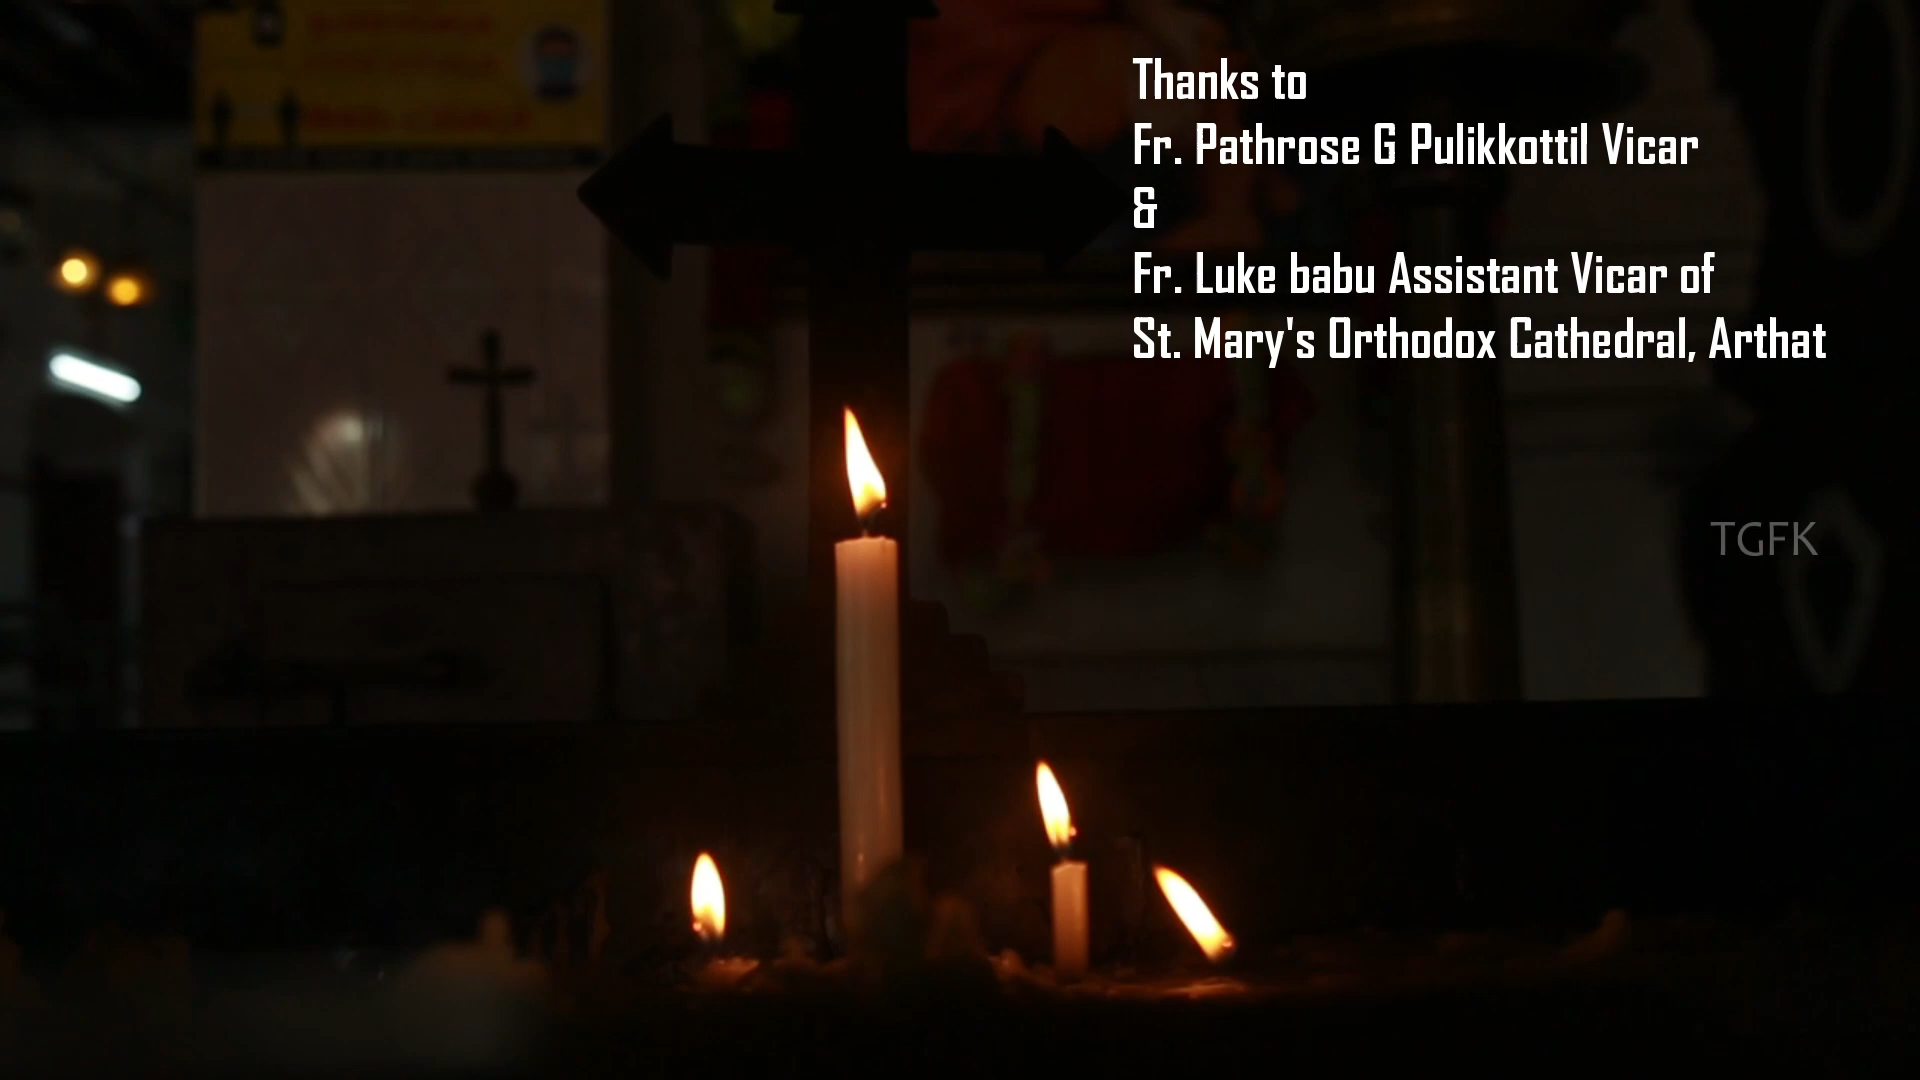 Thanks to
Fr. Pathrose G Pulikkottil Vicar
&
Fr. Luke babu Assistant Vicar of
St. Mary's Orthodox Cathedral, Arthat
TGFK